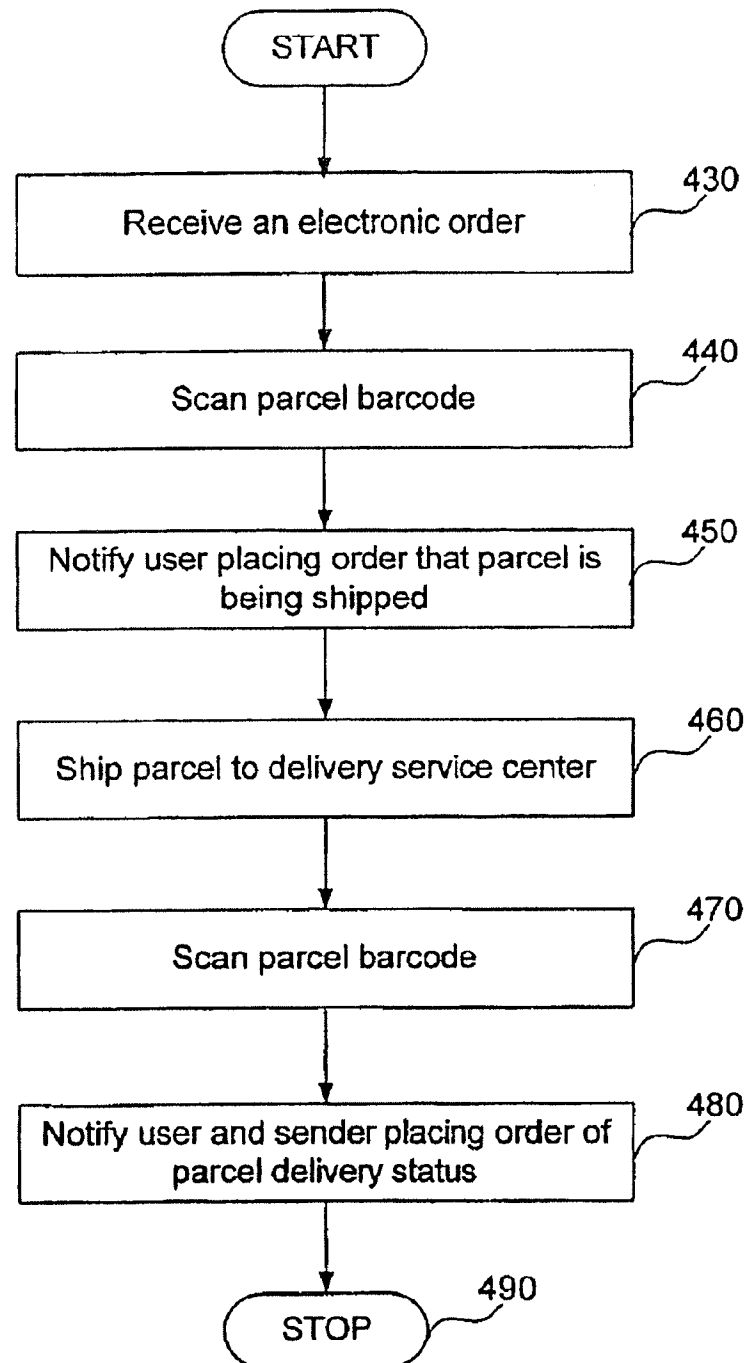 START
430
Receive an electronic order
440
Scan parcel barcode
450
Notify user placing order that parcel is
being shipped
460
Ship parcel to delivery service center
470
Scan parcel barcode
480
Notify user and sender placing order of
parcel delivery status
490
STOP